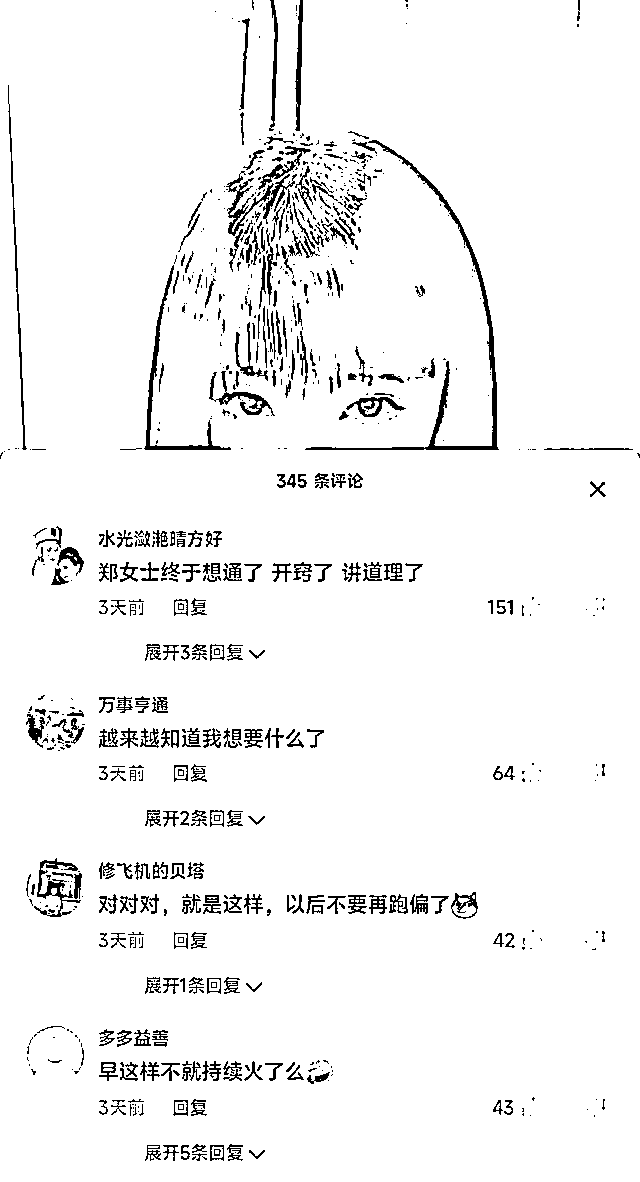 345 条评论
水光潋滟晴方好
郑女士终于想通了 开窍了 讲道理了
3天前 回复 151
展开3条回复
万事亨通
越来越知道我想要什么了
3天前 回复 64
展开2条回复
修飞机的贝塔
对对对，就是这样，以后不要再跑偏了
3天前 回复 42
展开1条回复
多多益善
早这样不就持续火了么
3天前 回复 43
展开5条回复